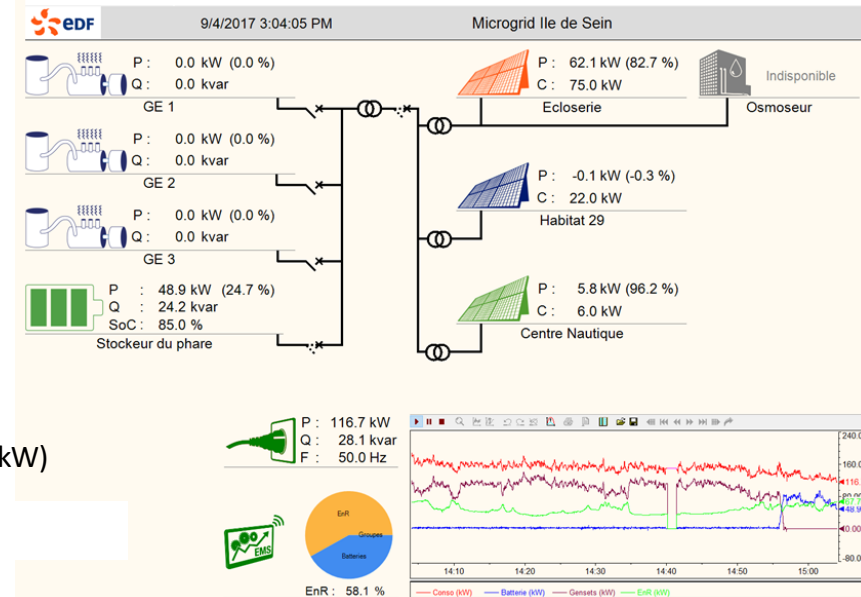 edf
9/4/2017 3:04:05 PM
Microgrid Ile de Sein
P : 0.0 kW (0.0 %)
Q : 0.0 kvar
GE 1
P : 62.1 kW (82.7 %)
C : 75.0 kW
Ecloserie
Indisponible
Osmoseur
P : 0.0 kW (0.0 %)
Q : 0.0 kvar
GE 2
P : -0.1 kW (-0.3 %)
C : 22.0 kW
Habitat 29
P : 0.0 kW (0.0 %)
Q : 0.0 kvar
GE 3
P : 48.9 kW (24.7 %)
Q : 24.2 kvar
SoC : 85.0 %
Stockeur du phare
P : 5.8 kW (96.2 %)
C : 6.0 kW
Centre Nautique
kW)
P : 116.7 kW
Q : 28.1 kvar
F : 50.0 Hz
240.0
160.0
116.
48.9
0.00
-80.0
14:10 14:20 14:30 14:40 14:50 15:00
EnR
Groupes
Batteries
EMS
EnR : 58.1 %
Conso (kW) Batterie (kW) Gensets (kW) EnR (kW)